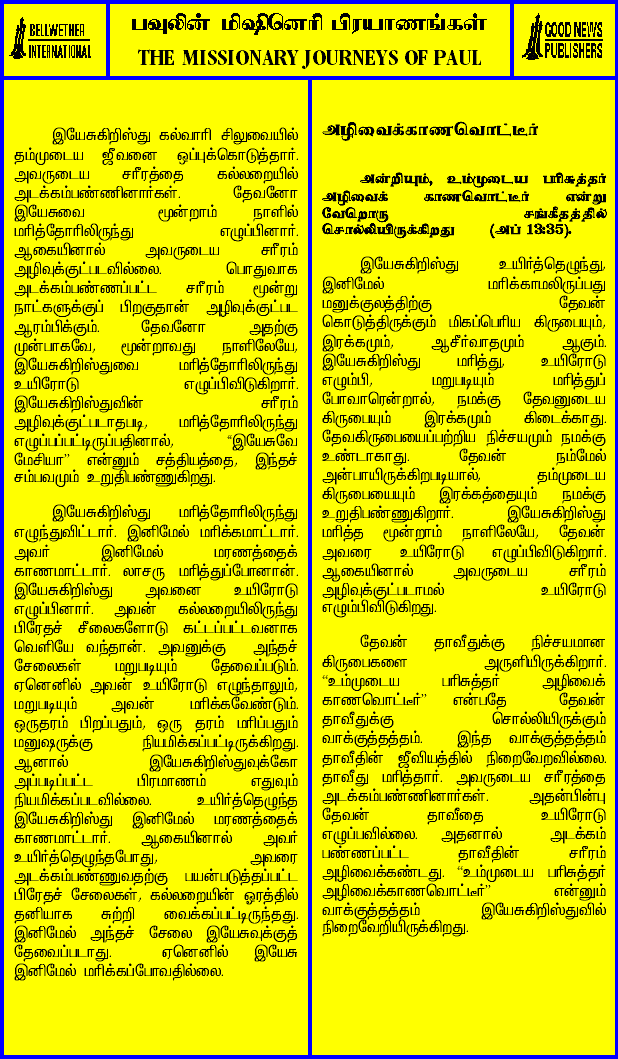 BELLWETHER
INTERNATIONAL
பவுலின் மிஷினெரி பிரயாணங்கள்
THE MISSIONARY JOURNEYS OF PAUL
GOOD NEWS
PUBLISHERS
இயேசுகிறிஸ்து கல்வாரி சிலுவையில்
தம்முடைய ஜீவனை ஒப்புக்கொடுத்தார்.
அவருடைய சரீரத்தை கல்லறையில்
அடக்கம்பண்ணினார்கள். தேவனோ
இயேசுவை மூன்றாம் நாளில்
மரித்தோரிலிருந்து எழுப்பினார்.
ஆகையினால் அவருடைய சரீரம்
அழிவுக்குட்படவில்லை. பொதுவாக
அடக்கம்பண்ணப்பட்ட சரீரம் மூன்று
நாட்களுக்குப் பிறகுதான் அழிவுக்குட்பட
ஆரம்பிக்கும். தேவனோ அதற்கு
முன்பாகவே, மூன்றாவது நாளிலேயே,
இயேசுகிறிஸ்துவை மரித்தோரிலிருந்து
உயிரோடு எழுப்பிவிடுகிறார்.
இயேசுகிறிஸ்துவின் சரீரம்
அழிவுக்குட்படாதபடி, மரித்தோரிலிருந்து
எழுப்பப்பட்டிருப்பதினால், “இயேசுவே
மேசியா” என்னும் சத்தியத்தை, இந்தச்
சம்பவமும் உறுதிபண்ணுகிறது.
இயேசுகிறிஸ்து மரித்தோரிலிருந்து
எழுந்துவிட்டார். இனிமேல் மரிக்கமாட்டார்.
அவர் இனிமேல் மரணத்தைக்
காணமாட்டார். லாசரு மரித்துப்போனான்.
இயேசுகிறிஸ்து அவனை உயிரோடு
எழுப்பினார். அவன் கல்லறையிலிருந்து
பிரேதச் சீலைகளோடு கட்டப்பட்டவனாக
வெளியே வந்தான். அவனுக்கு அந்தச்
சேலைகள் மறுபடியும் தேவைப்படும்.
ஏனெனில் அவன் உயிரோடு எழுந்தாலும்,
மறுபடியும் அவன் மரிக்கவேண்டும்.
ஒருதரம் பிறப்பதும், ஒரு தரம் மரிப்பதும்
மனுஷருக்கு நியமிக்கப்பட்டிருக்கிறது.
ஆனால் இயேசுகிறிஸ்துவுக்கோ
அப்படிப்பட்ட பிரமாணம் எதுவும்
நியமிக்கப்படவில்லை. உயிர்த்தெழுந்த
இயேசுகிறிஸ்து இனிமேல் மரணத்தைக்
காணமாட்டார். ஆகையினால் அவர்
உயிர்த்தெழுந்தபோது, அவரை
அடக்கம்பண்ணுவதற்கு பயன்படுத்தப்பட்ட
பிரேதச் சேலைகள், கல்லறையின் ஓரத்தில்
தனியாக சுற்றி வைக்கப்பட்டிருந்தது.
இனிமேல் அந்தச் சேலை இயேசுவுக்குத்
தேவைப்படாது. ஏனெனில் இயேசு
இனிமேல் மரிக்கப்போவதில்லை.
அழிவைக்காணவொட்டீர்
அன்றியும், உம்முடைய பரிசுத்தர்
அழிவைக் காணவொட்டீர் என்று
வேறொரு சங்கீதத்தில்
சொல்லியிருக்கிறது (அப் 13:35).
இயேசுகிறிஸ்து உயிர்த்தெழுந்து,
இனிமேல் மரிக்காமலிருப்பது
மனுக்குலத்திற்கு தேவன்
கொடுத்திருக்கும் மிகப்பெரிய கிருபையும்,
இரக்கமும், ஆசீர்வாதமும் ஆகும்.
இயேசுகிறிஸ்து மரித்து, உயிரோடு
எழும்பி, மறுபடியும் மரித்துப்
போவாரென்றால், நமக்கு தேவனுடைய
கிருபையும் இரக்கமும் கிடைக்காது.
தேவகிருபையைப்பற்றிய நிச்சயமும் நமக்கு
உண்டாகாது. தேவன் நம்மேல்
அன்பாயிருக்கிறபடியால், தம்முடைய
கிருபையையும் இரக்கத்தையும் நமக்கு
உறுதிபண்ணுகிறார். இயேசுகிறிஸ்து
மரித்த மூன்றாம் நாளிலேயே, தேவன்
அவரை உயிரோடு எழுப்பிவிடுகிறார்.
ஆகையினால் அவருடைய சரீரம்
அழிவுக்குட்படாமல் உயிரோடு
எழும்பிவிடுகிறது.
தேவன் தாவீதுக்கு நிச்சயமான
கிருபைகளை அருளியிருக்கிறார்.
“உம்முடைய பரிசுத்தர் அழிவைக்
காணவொட்டீர்” என்பதே தேவன்
தாவீதுக்கு சொல்லியிருக்கும்
வாக்குத்தத்தம். இந்த வாக்குத்தத்தம்
தாவீதின் ஜீவியத்தில் நிறைவேறவில்லை.
தாவீது மரித்தார். அவருடைய சரீரத்தை
அடக்கம்பண்ணினார்கள். அதன்பின்பு
தேவன் தாவீதை உயிரோடு
எழுப்பவில்லை. அதனால் அடக்கம்
பண்ணப்பட்ட தாவீதின் சரீரம்
அழிவைக்கண்டது. “உம்முடைய பரிசுத்தர்
அழிவைக்காணவொட்டீர்” என்னும்
வாக்குத்தத்தம் இயேசுகிறிஸ்துவில்
நிறைவேறியிருக்கிறது.